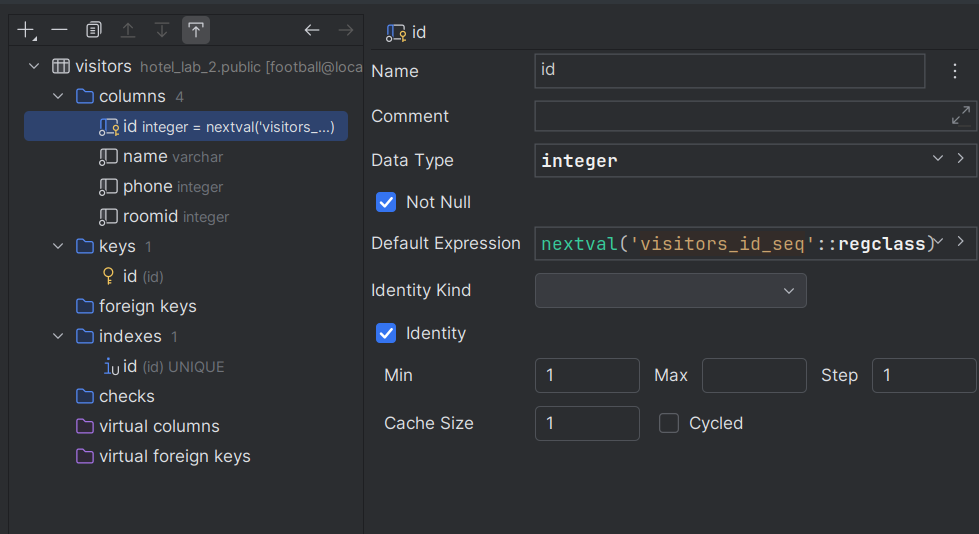 id
visitors hotel_lab_2.public [football@loca
Name id
columns 4
Comment
id integer = nextval('visitors_...)
name varchar
Data Type integer
phone integer
Not Null
roomid integer
keys 1
Default Expression nextval('visitors_id_seq'::regclass)
id (id)
Identity Kind
foreign keys
indexes 1
Identity
id (id) UNIQUE
Min 1 Max Step 1
checks
virtual columns
Cache Size 1 Cycled
virtual foreign keys